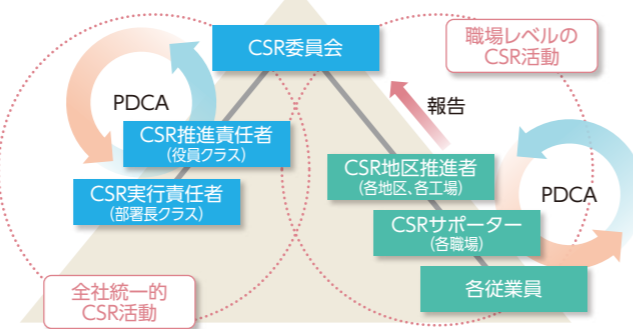 CSR委員会
職場レベルの
CSR活動
PDCA
報告
CSR推進責任者
(役員クラス)
CSR実行責任者
(部署長クラス)
CSR地区推進者
(各地区、各工場)
CSRサポーター
(各職場)
各従業員
PDCA
全社統一的
CSR活動